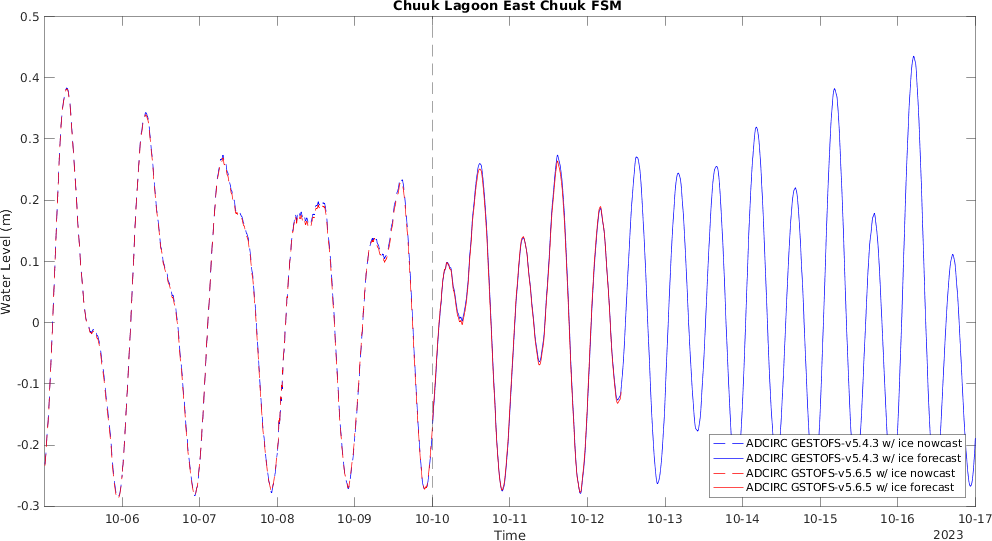 Chuuk Lagoon East Chuuk FSM
0.5
0.4
0.3
0.2
0.1
0
-0.1
-0.2
-0.3
Water Level (m)
ADCIRC GESTOFS-v5.4.3 w/ ice nowcast
ADCIRC GESTOFS-v5.4.3 w/ ice forecast
ADCIRC GSTOFS-v5.6.5 w/ ice nowcast
ADCIRC GSTOFS-v5.6.5 w/ ice forecast
10-06 10-07 10-08 10-09 10-10 10-11 10-12 10-13 10-14 10-15 10-16 10-17
Time
2023